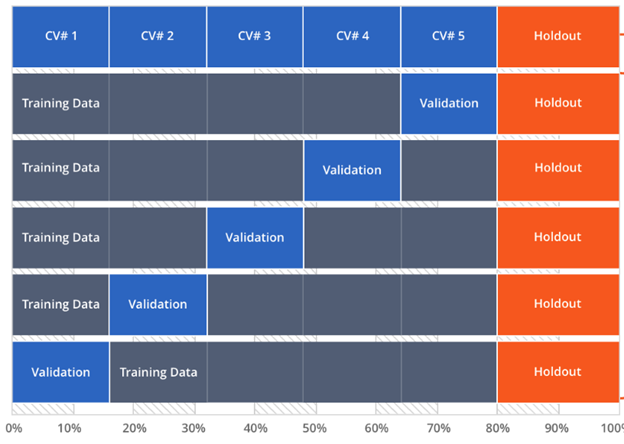 CV# 1 CV# 2 CV# 3 CV# 4 CV# 5 Holdout
Training Data Validation Holdout
Training Data Validation Holdout
Training Data Validation Holdout
Training Data Validation Holdout
Validation Training Data Holdout
0% 10% 20% 30% 40% 50% 60% 70% 80% 90% 100%